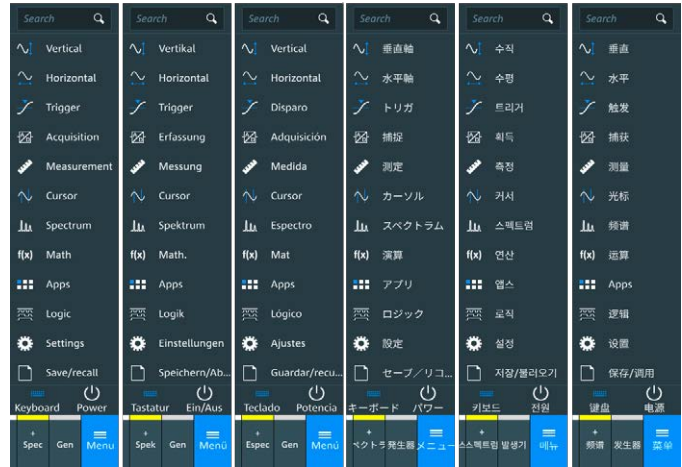 Search
Vertical
Horizontal
Trigger
Acquisition
Measurement
Cursor
Spectrum
f(x) Math
Apps
Logic
Settings
Save/recall
Keyboard Power
+
Spec Gen Menu
Search
Vertikal
Horizontal
Trigger
Erfassung
Messung
Cursor
Spektrum
f(x) Math.
Apps
Logik
Einstellungen
Speichern/Ab...
Tastatur Ein/Aus
+
Spek Gen Menü
Search
Vertical
Horizontal
Disparo
Adquisición
Medida
Cursor
Espectro
f(x) Mat
Apps
Lógico
Ajustes
Guardar/recu...
Teclado Potencia
+
Espec Gen Menú
Search
垂直軸
水平軸
トリガ
捕捉
測定
カーソル
スペクトラム
f(x) 演算
アプリ
ロジック
設定
セーブ／リコ...
キーボード パワー
+
ペクトラ 発生器 メニュー
Search
수직
수평
트리거
획득
측정
커서
스펙트럼
f(x) 연산
앱스
로직
설정
저장/불러오기
키보드 전원
+
스펙트럼 발생기 메뉴
Search
垂直
水平
触发
捕获
测量
光标
频谱
f(x) 运算
Apps
逻辑
设置
保存/调用
键盘 电源
+
频谱 发生器 菜单